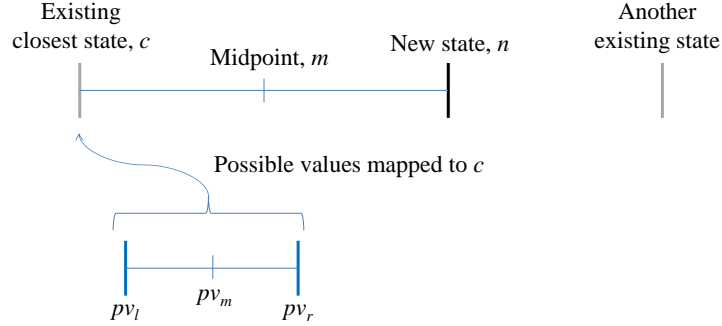 Existing
closest state, c
Midpoint, m
New state, n
Another
existing state
Possible values mapped to c
pvₗ
pvₘ
pvᵣ